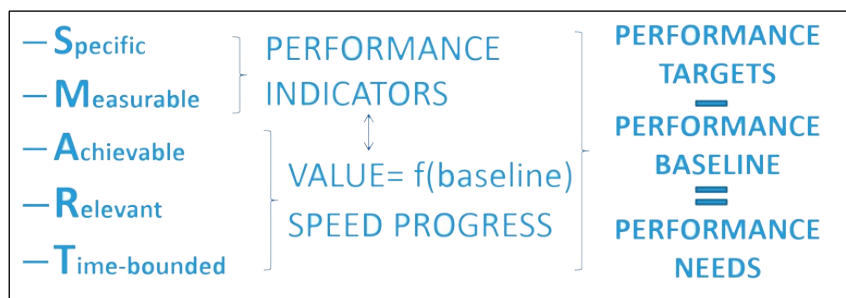 — Specific
— Measurable
— Achievable
— Relevant
— Time-bounded
PERFORMANCE
INDICATORS
VALUE= f(baseline)
SPEED PROGRESS
PERFORMANCE
TARGETS
–
PERFORMANCE
BASELINE
=
PERFORMANCE
NEEDS